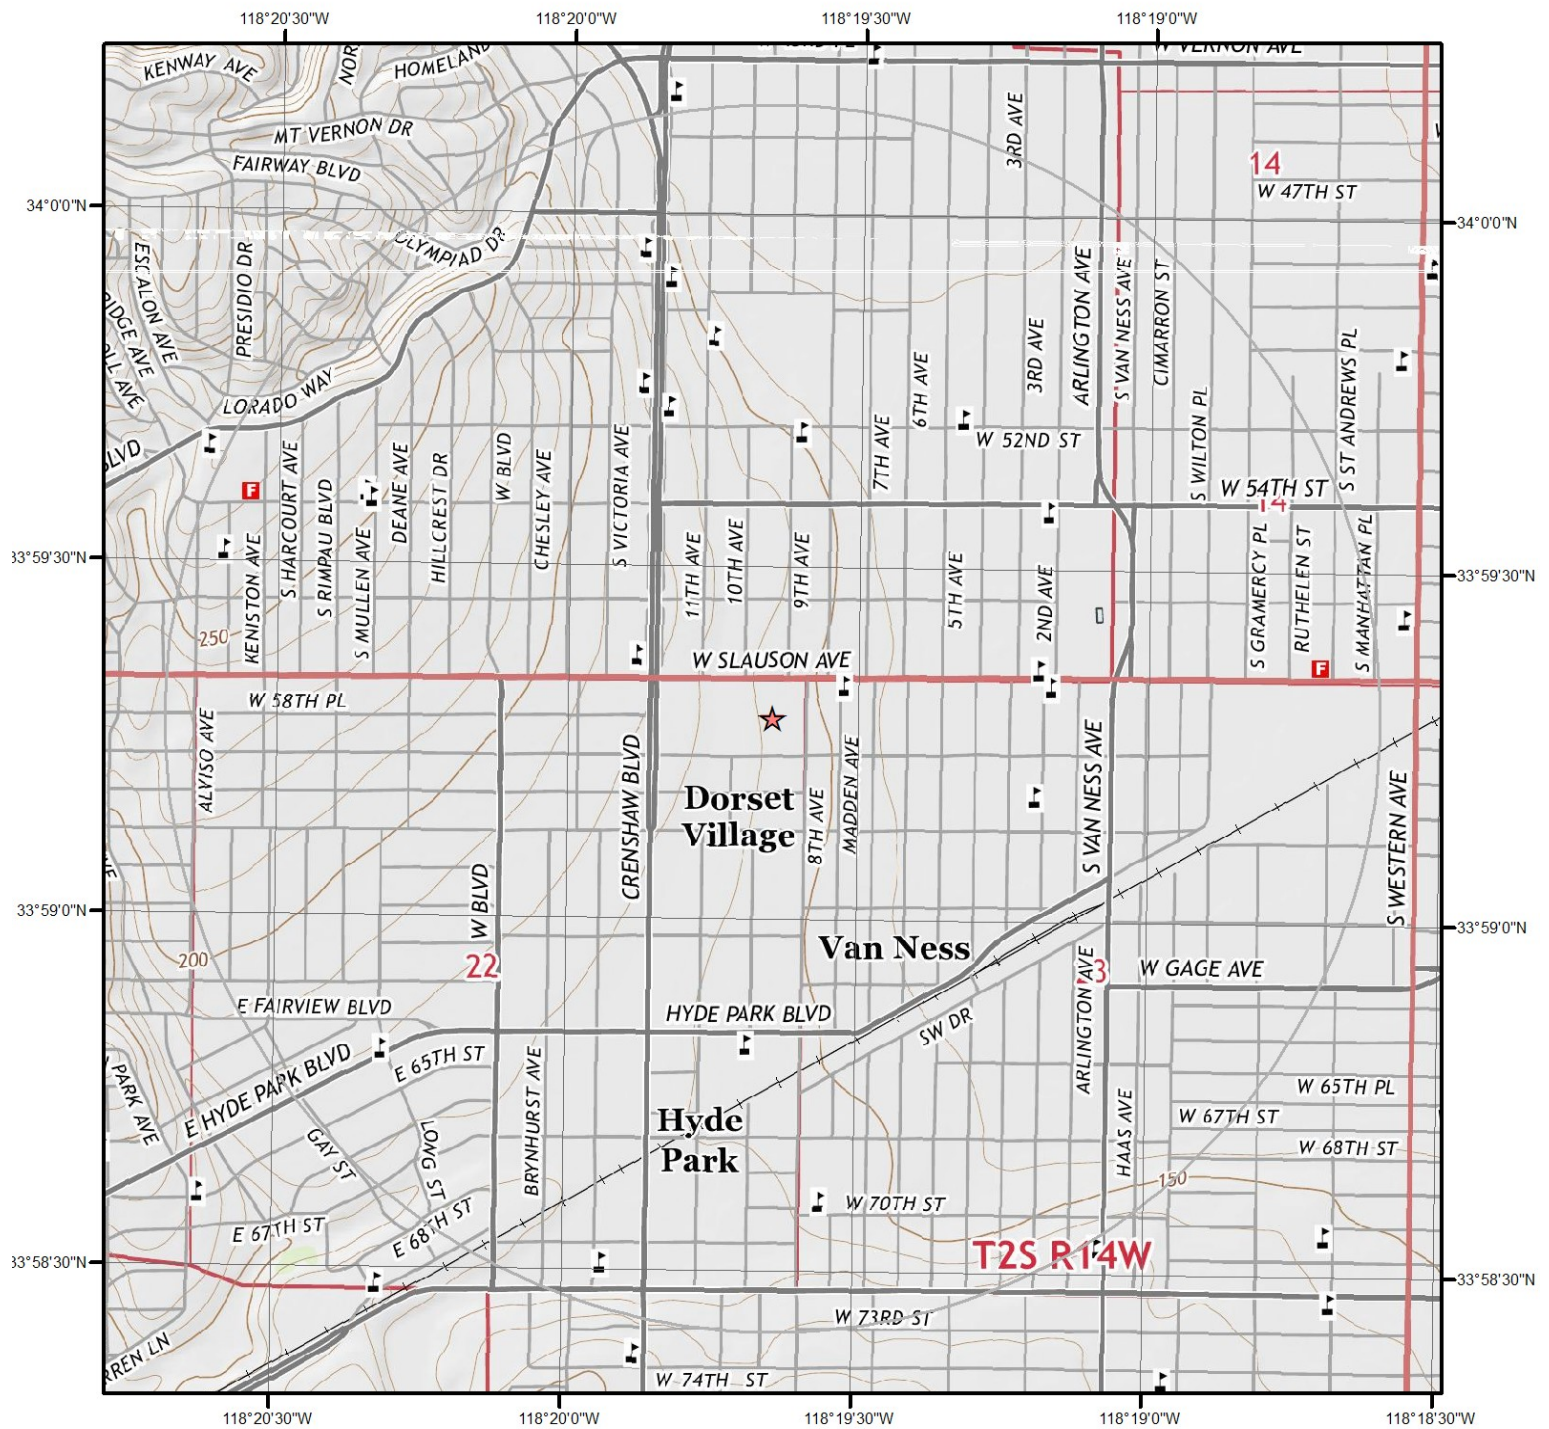 118°20'30"W
118°20'0"W
118°19'30"W
118°19'0"W
W VERNON AVE
KENWAY AVE
NOR
HOMELAND
MT VERNON DR
FAIRWAY BLVD
3RD AVE
14
W 47TH ST
34°0'0"N
34°0'0"N
OLYMPIAD DR
ESCALON AVE
PRESIDIO DR
RIDGE AVE
OLL AVE
LORADO WAY
BLVD
ARLINGTON AVE
S VAN NESS AVE
CIMARRON ST
3RD AVE
6TH AVE
7TH AVE
W 52ND ST
S WILTON PL
S ST ANDREWS PL
W 54TH ST
14
F
S HARCOURT AVE
S RIMPAU BLVD
DEANE AVE
HILLCREST DR
W BLVD
CHESLEY AVE
S VICTORIA AVE
KENISTON AVE
S MULLEN AVE
11TH AVE
10TH AVE
9TH AVE
5TH AVE
2ND AVE
S GRAMERCY PL
RUTHELEN ST
S MANHATTAN PL
33°59'30"N
33°59'30"N
250
W SLAUSON AVE
F
W 58TH PL
ALVISO AVE
CRENSHAW BLVD
Dorset
Village
8TH AVE
MADDEN AVE
S VAN NESS AVE
S WESTERN AVE
W BLVD
33°59'0"N
33°59'0"N
200
22
Van Ness
3
W GAGE AVE
ARLINGTON AVE
E FAIRVIEW BLVD
HYDE PARK BLVD
SW DR
E HYDE PARK BLVD
E 65TH ST
PARK AVE
BRYNHURST AVE
W 65TH PL
W 67TH ST
W 68TH ST
HAAS AVE
Hyde
Park
GAY ST
LONG ST
150
W 70TH ST
E 67TH ST
E 68TH ST
T2S R14W
33°58'30"N
33°58'30"N
W 73RD ST
RREN LN
W 74TH ST
118°20'30"W
118°20'0"W
118°19'30"W
118°19'0"W
118°18'30"W